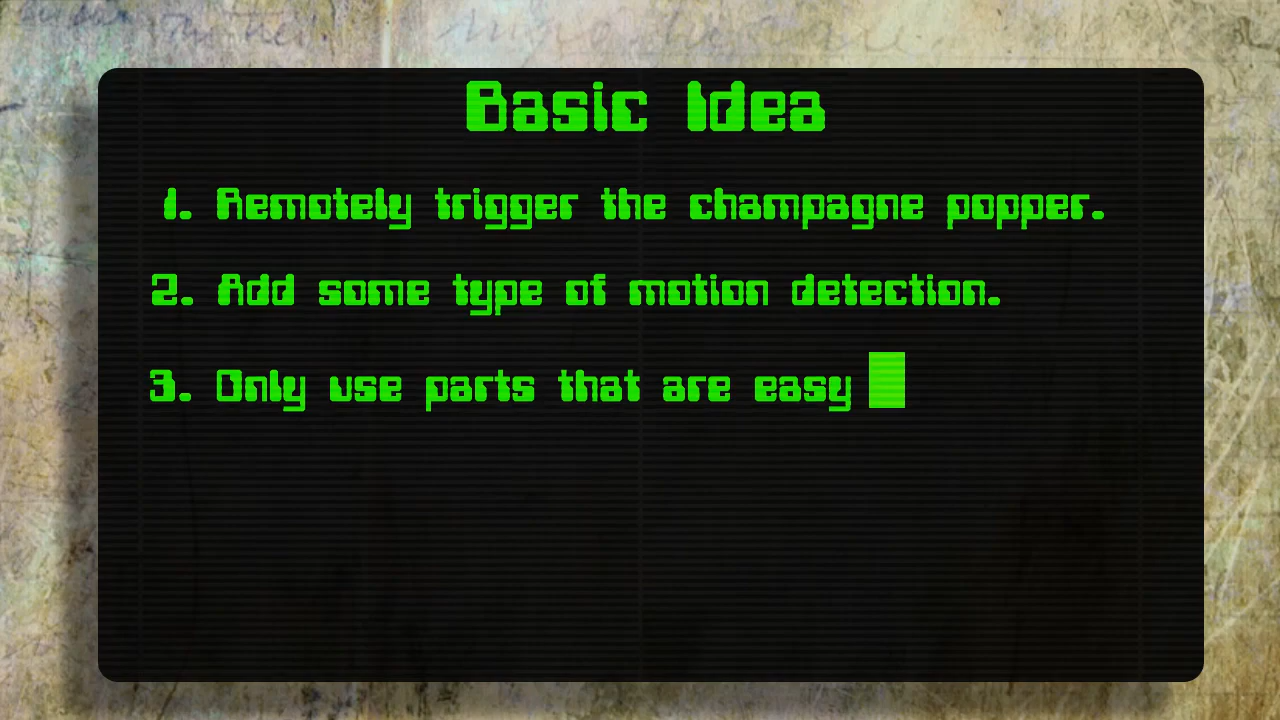 Basic Idea
1. Remotely trigger the champagne popper.
2. Add some type of motion detection.
3. Only use parts that are easy